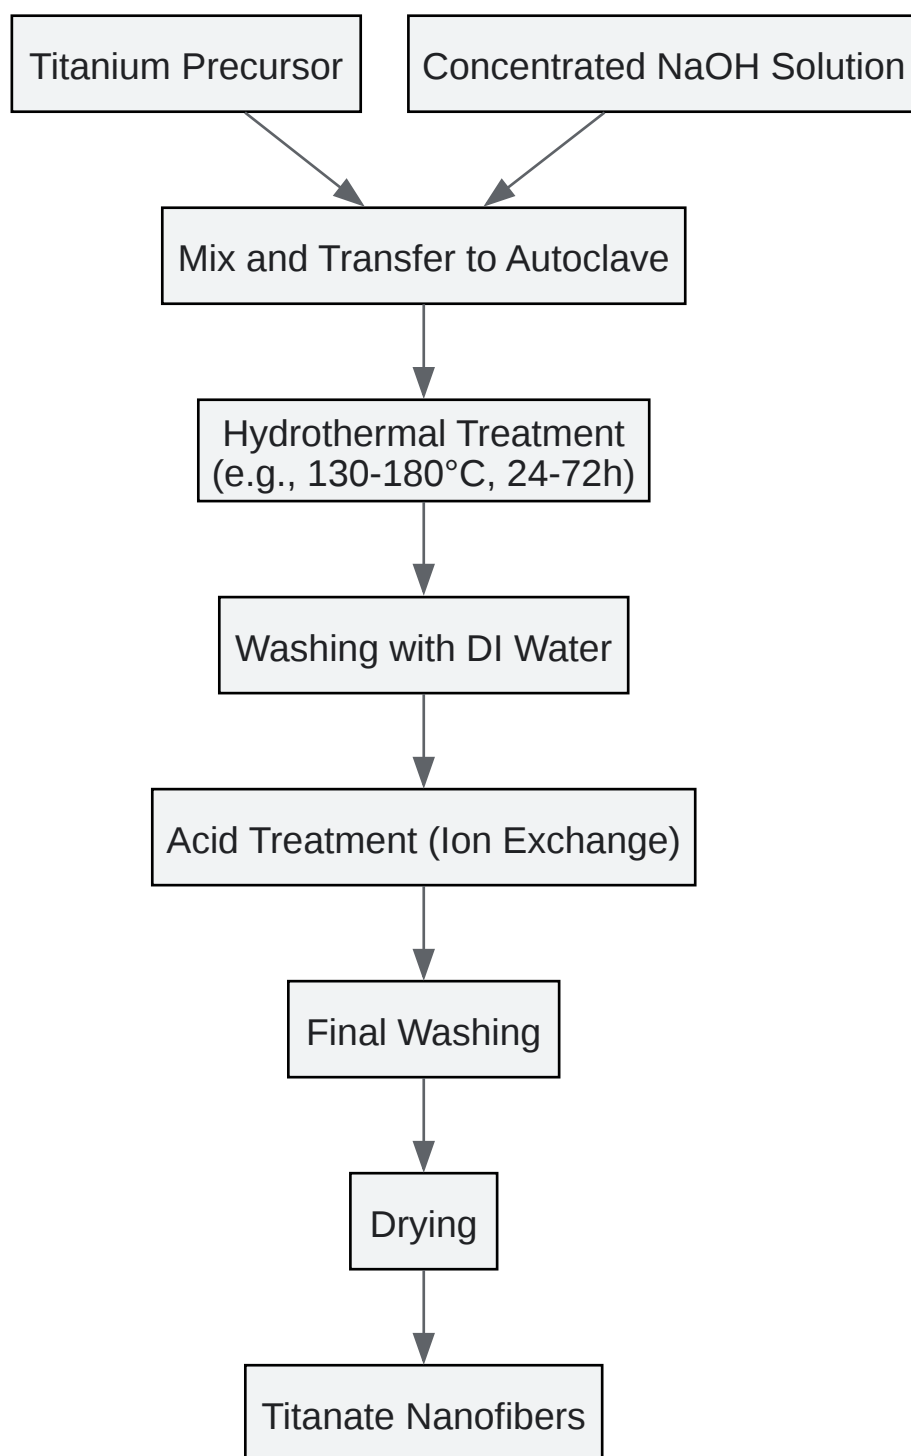 Titanium Precursor
Concentrated NaOH Solution
Mix and Transfer to Autoclave
Hydrothermal Treatment
(e.g., 130-180°C, 24-72h)
Washing with DI Water
Acid Treatment (Ion Exchange)
Final Washing
Drying
Titanate Nanofibers